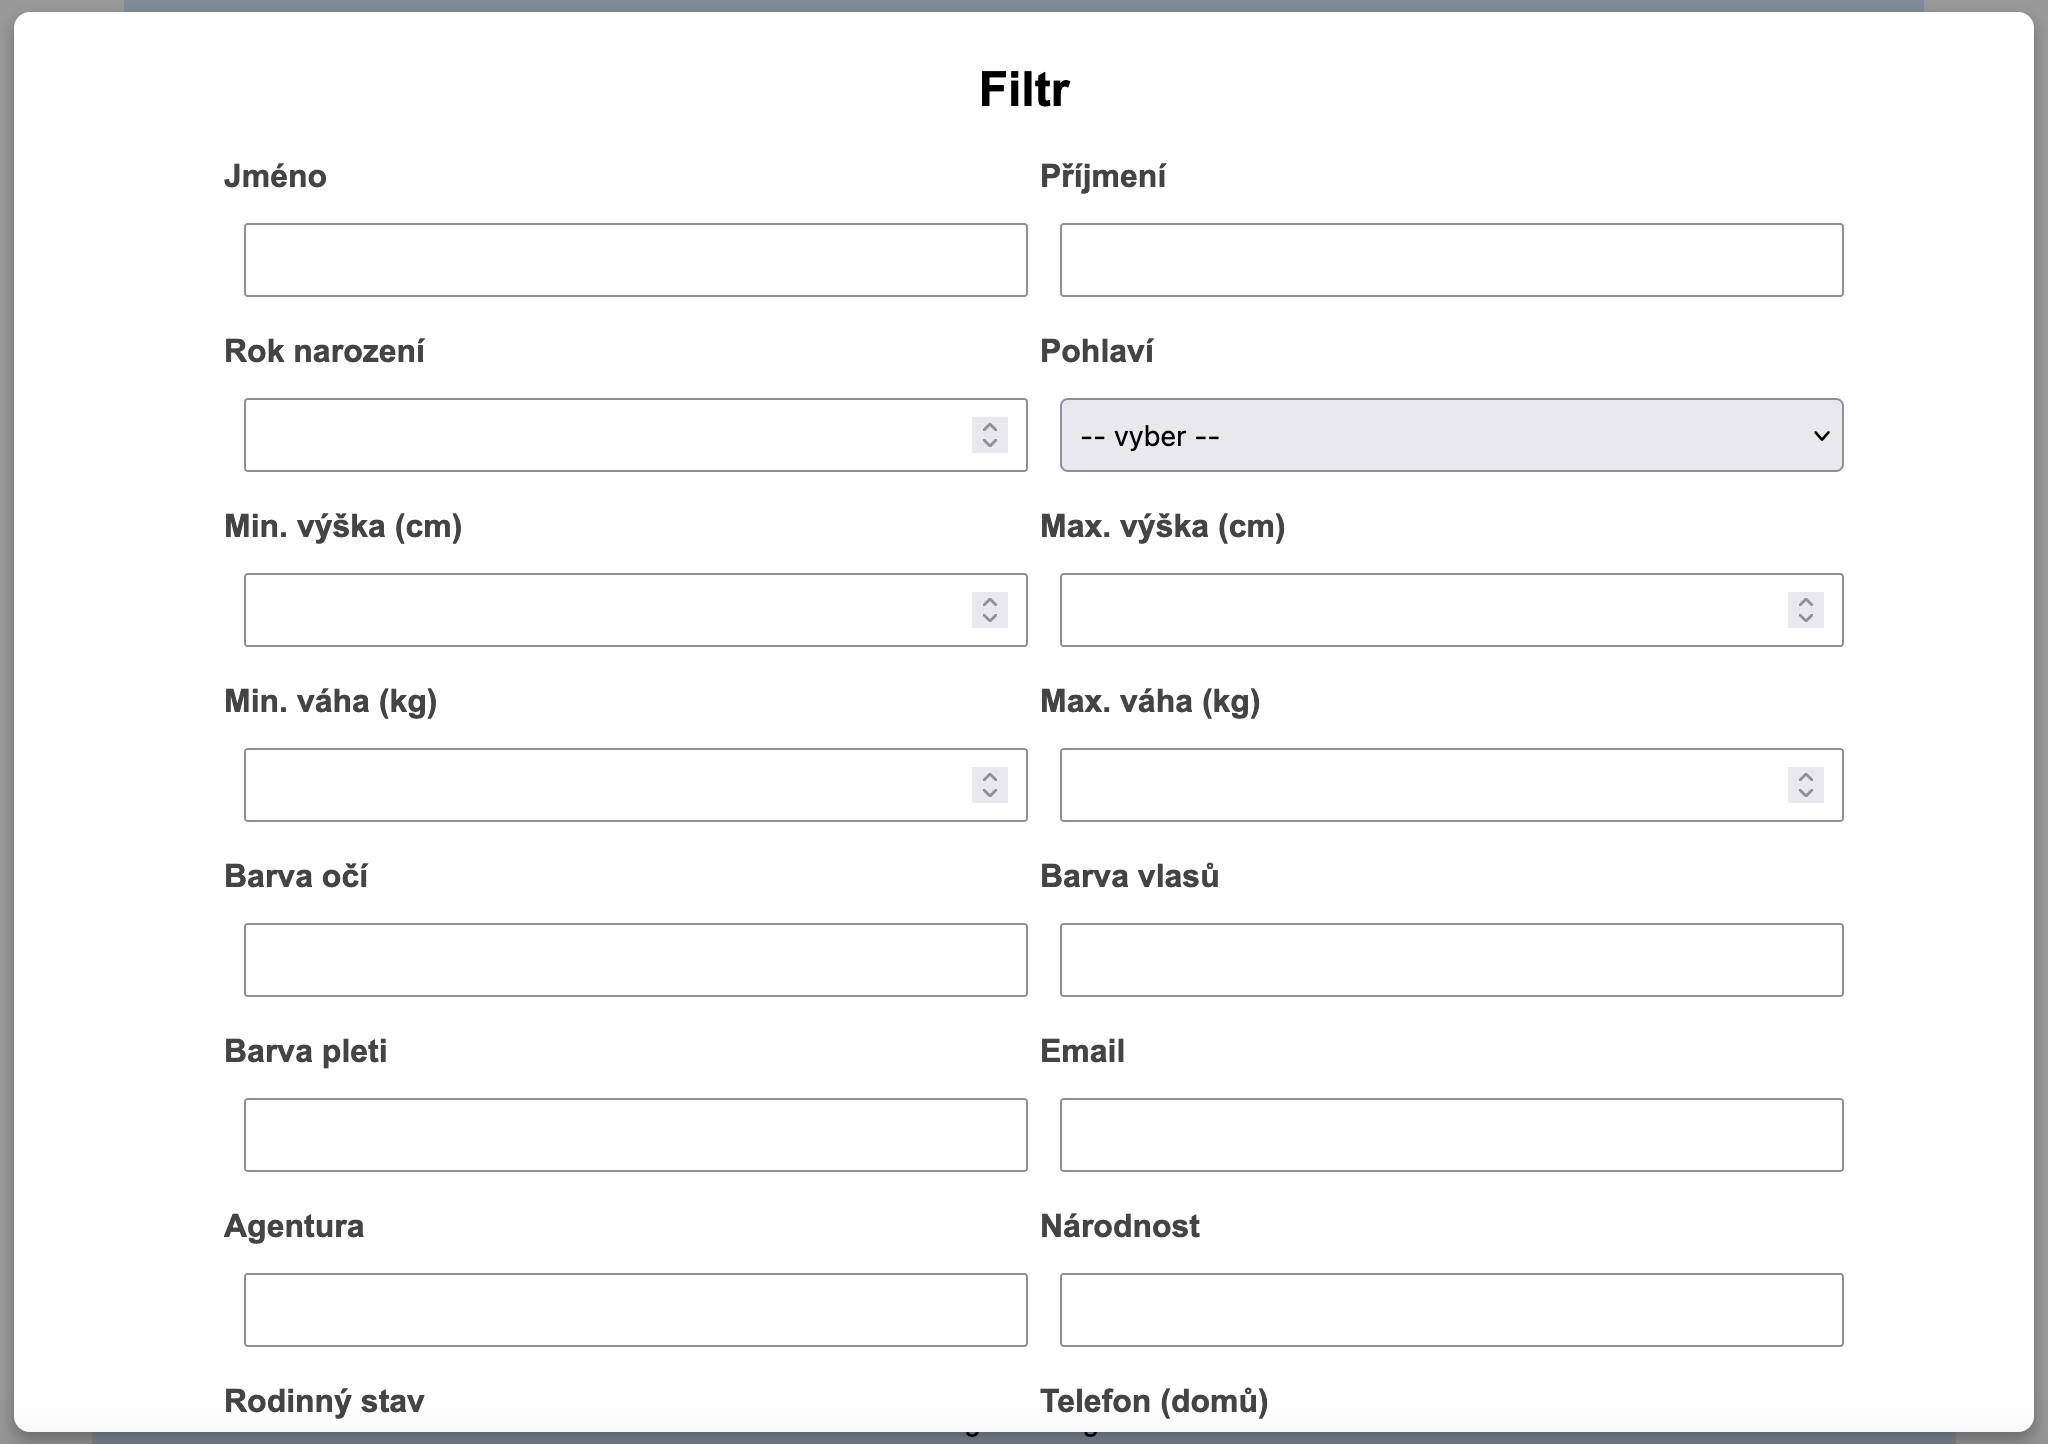 Filtr
Jméno
Příjmení
Rok narození
Pohlaví
-- vyber --
Min. výška (cm)
Max. výška (cm)
Min. váha (kg)
Max. váha (kg)
Barva očí
Barva vlasů
Barva pleti
Email
Agentura
Národnost
Rodinný stav
Telefon (domů)